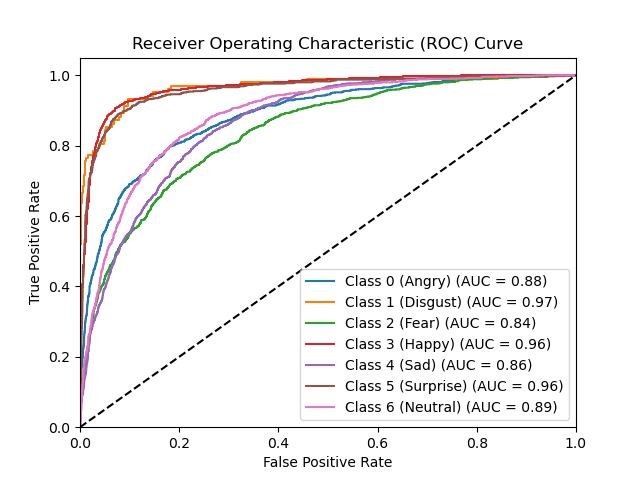 Receiver Operating Characteristic (ROC) Curve
True Positive Rate
1.0
0.8
0.6
0.4
0.2
0.0
Class 0 (Angry) (AUC = 0.88)
Class 1 (Disgust) (AUC = 0.97)
Class 2 (Fear) (AUC = 0.84)
Class 3 (Happy) (AUC = 0.96)
Class 4 (Sad) (AUC = 0.86)
Class 5 (Surprise) (AUC = 0.96)
Class 6 (Neutral) (AUC = 0.89)
0.0 0.2 0.4 0.6 0.8 1.0
False Positive Rate